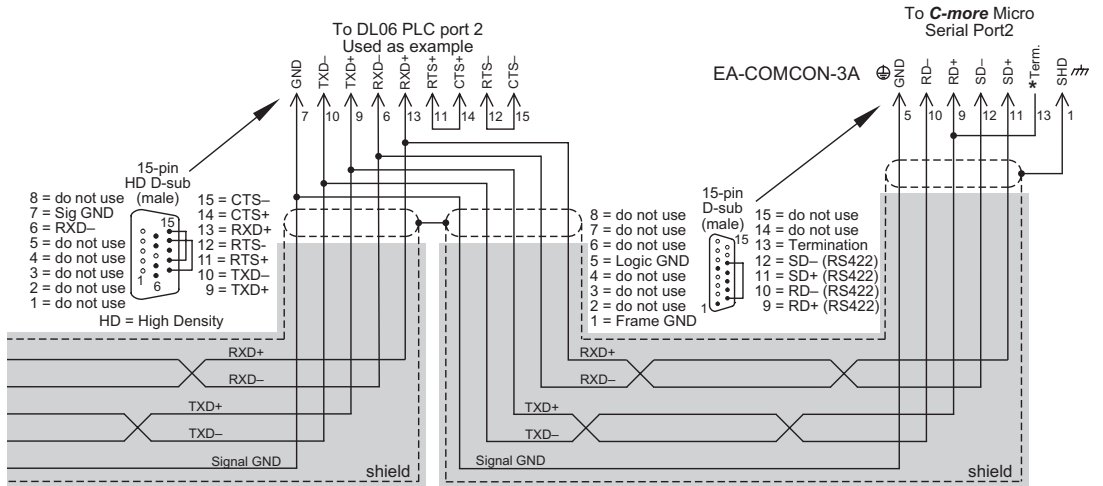 To DL06 PLC port 2
Used as example
GND
TXD–
TXD+
RXD–
RXD+
RTS+
CTS+
RTS–
CTS–
7
10
9
6
13
11
14
12
15
To C-more Micro
Serial Port2
EA-COMCON-3A
GND
RD–
RD+
SD–
SD+
*Term.
SHD
5
10
9
12
11
13
1
15-pin
HD D-sub
(male)
8 = do not use
7 = Sig GND
6 = RXD–
5 = do not use
4 = do not use
3 = do not use
2 = do not use
1 = do not use
15
1
6
15 = CTS–
14 = CTS+
13 = RXD+
12 = RTS-
11 = RTS+
10 = TXD–
9 = TXD+
HD = High Density
15-pin
D-sub
(male)
8 = do not use
7 = do not use
6 = do not use
5 = Logic GND
4 = do not use
3 = do not use
2 = do not use
1 = Frame GND
15
1
15 = do not use
14 = do not use
13 = Termination
12 = SD– (RS422)
11 = SD+ (RS422)
10 = RD– (RS422)
9 = RD+ (RS422)
RXD+
RXD–
TXD+
TXD–
Signal GND
shield
RXD+
RXD–
TXD+
TXD–
Signal GND
shield